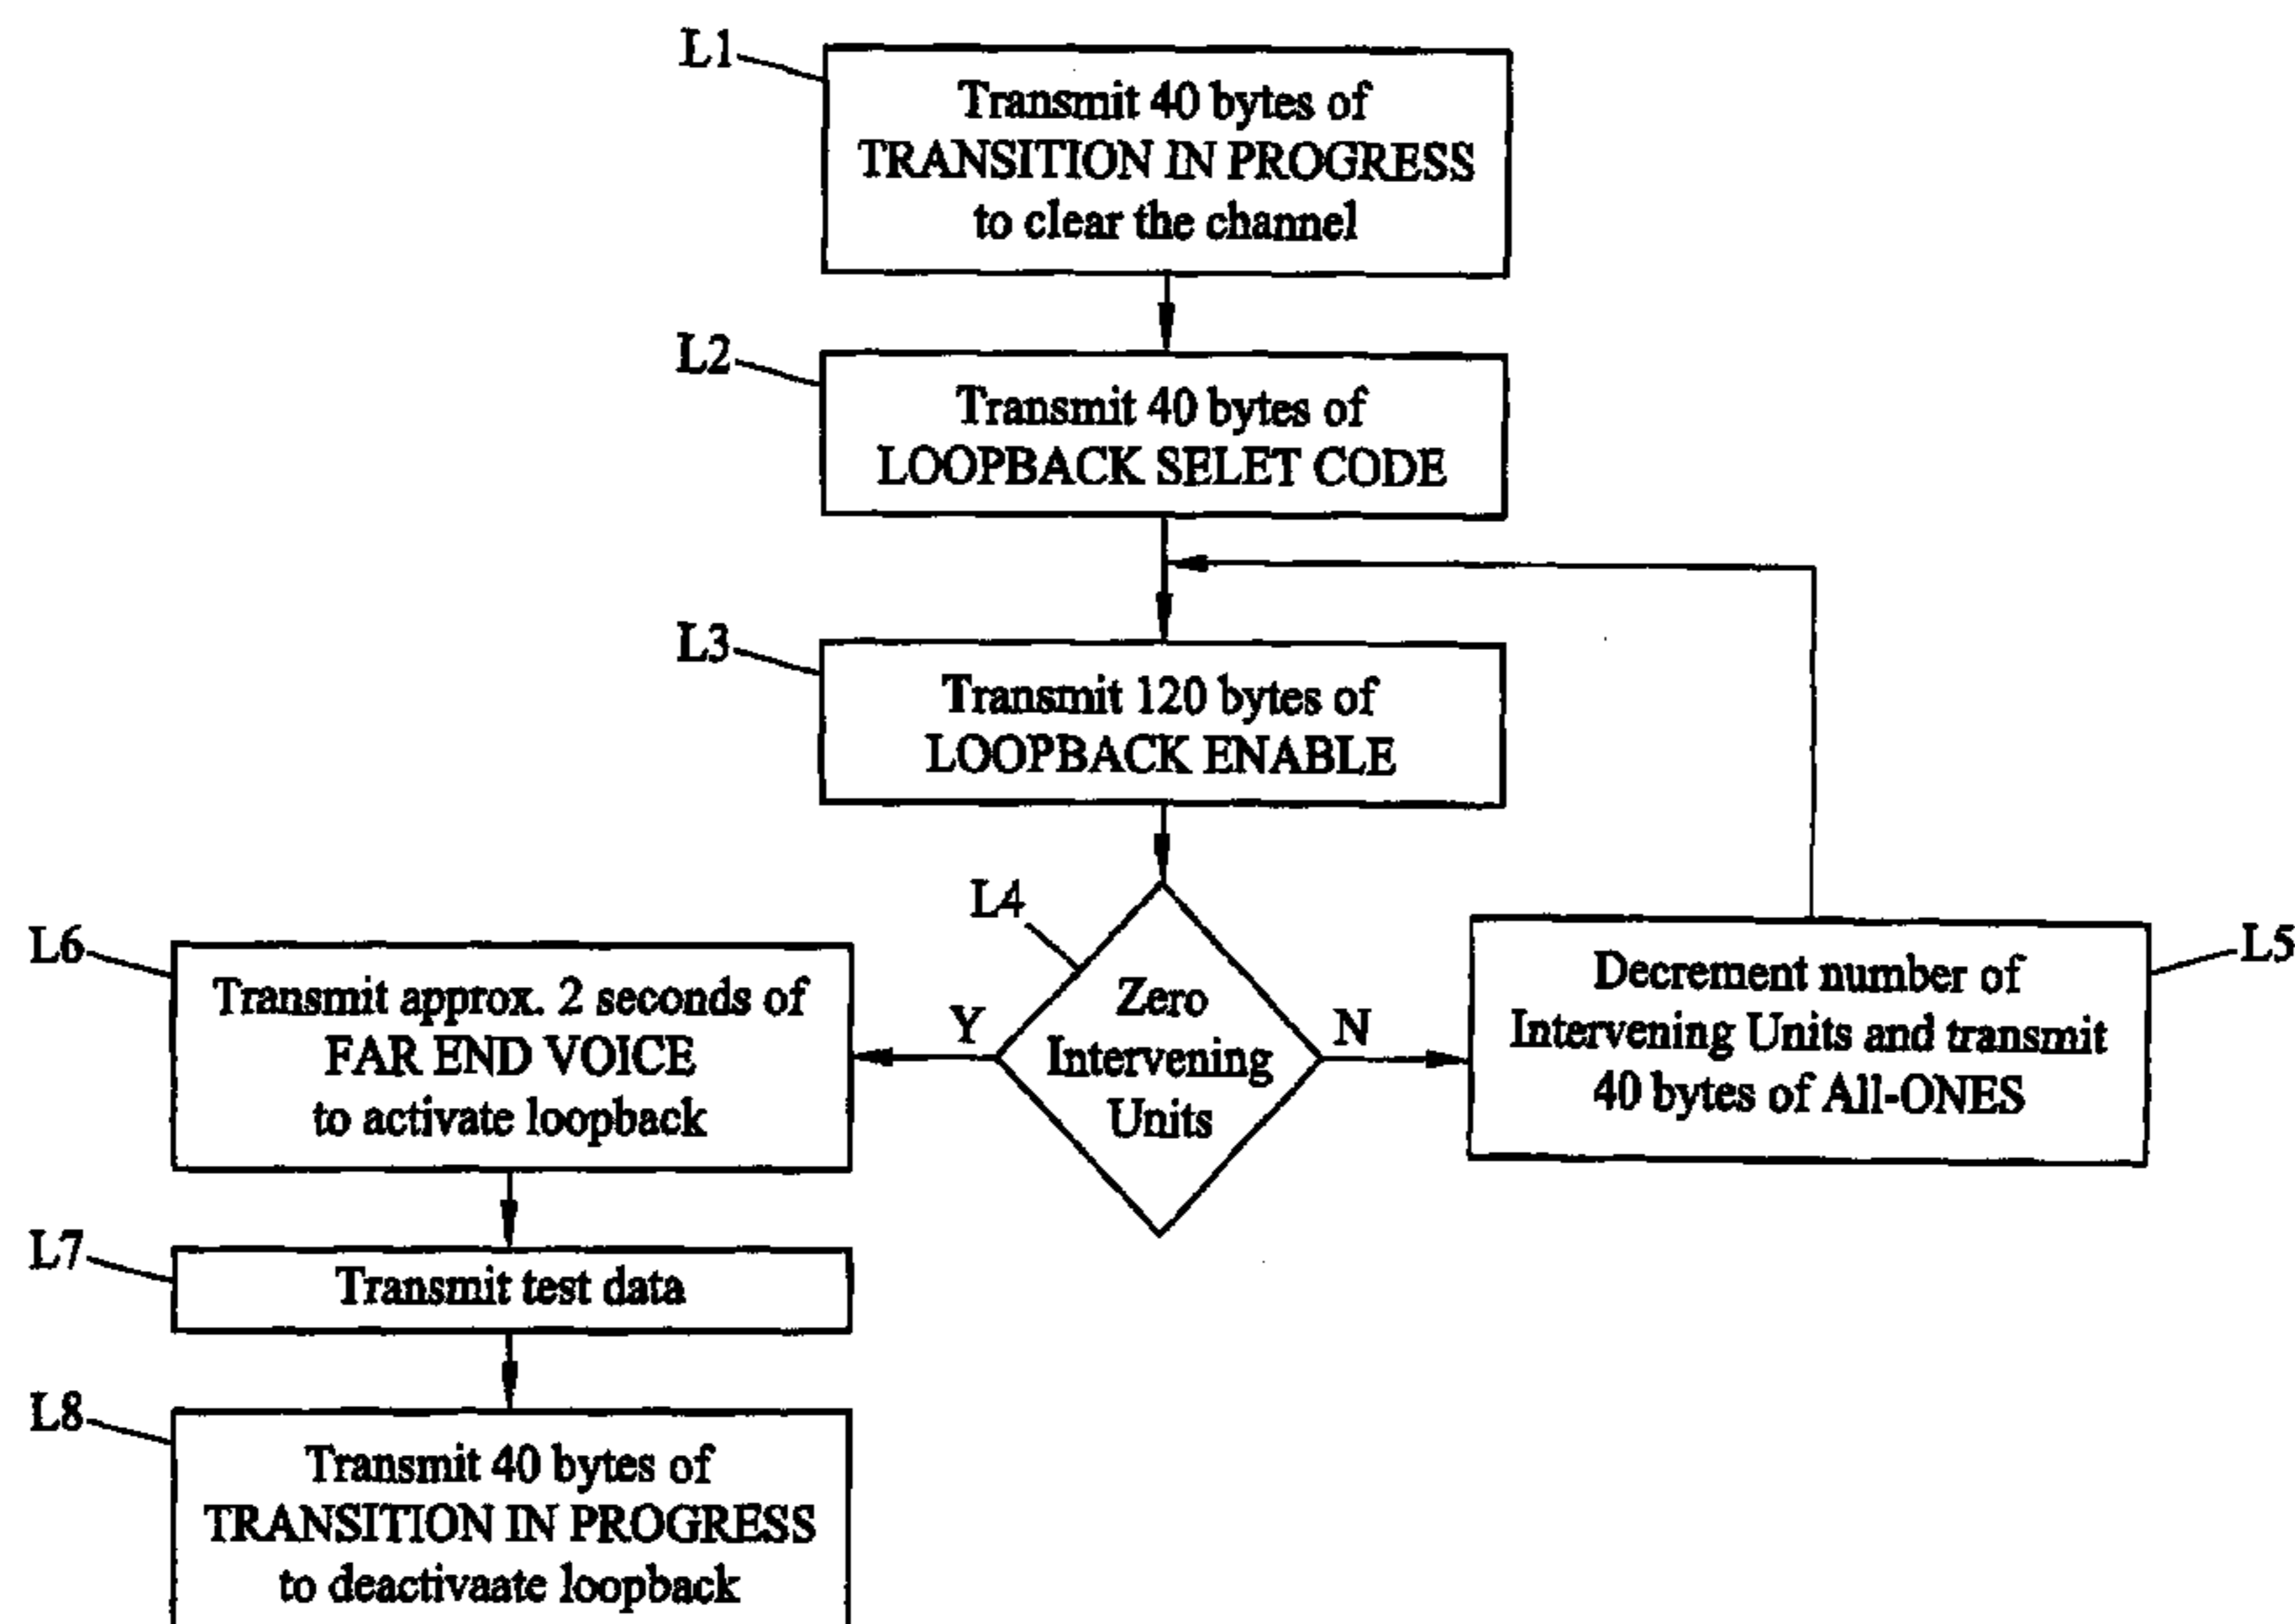 L1
Transmit 40 bytes of
TRANSITION IN PROGRESS
to clear the channel
L2
Transmit 40 bytes of
LOOPBACK SELET CODE
L3
Transmit 120 bytes of
LOOPBACK ENABLE
L4
Zero
Intervening
Units
Y
N
L5
Decrement number of
Intervening Units and transmit
40 bytes of All-ONES
L6
Transmit approx. 2 seconds of
FAR END VOICE
to activate loopback
L7
Transmit test data
L8
Transmit 40 bytes of
TRANSITION IN PROGRESS
to deactivaate loopback